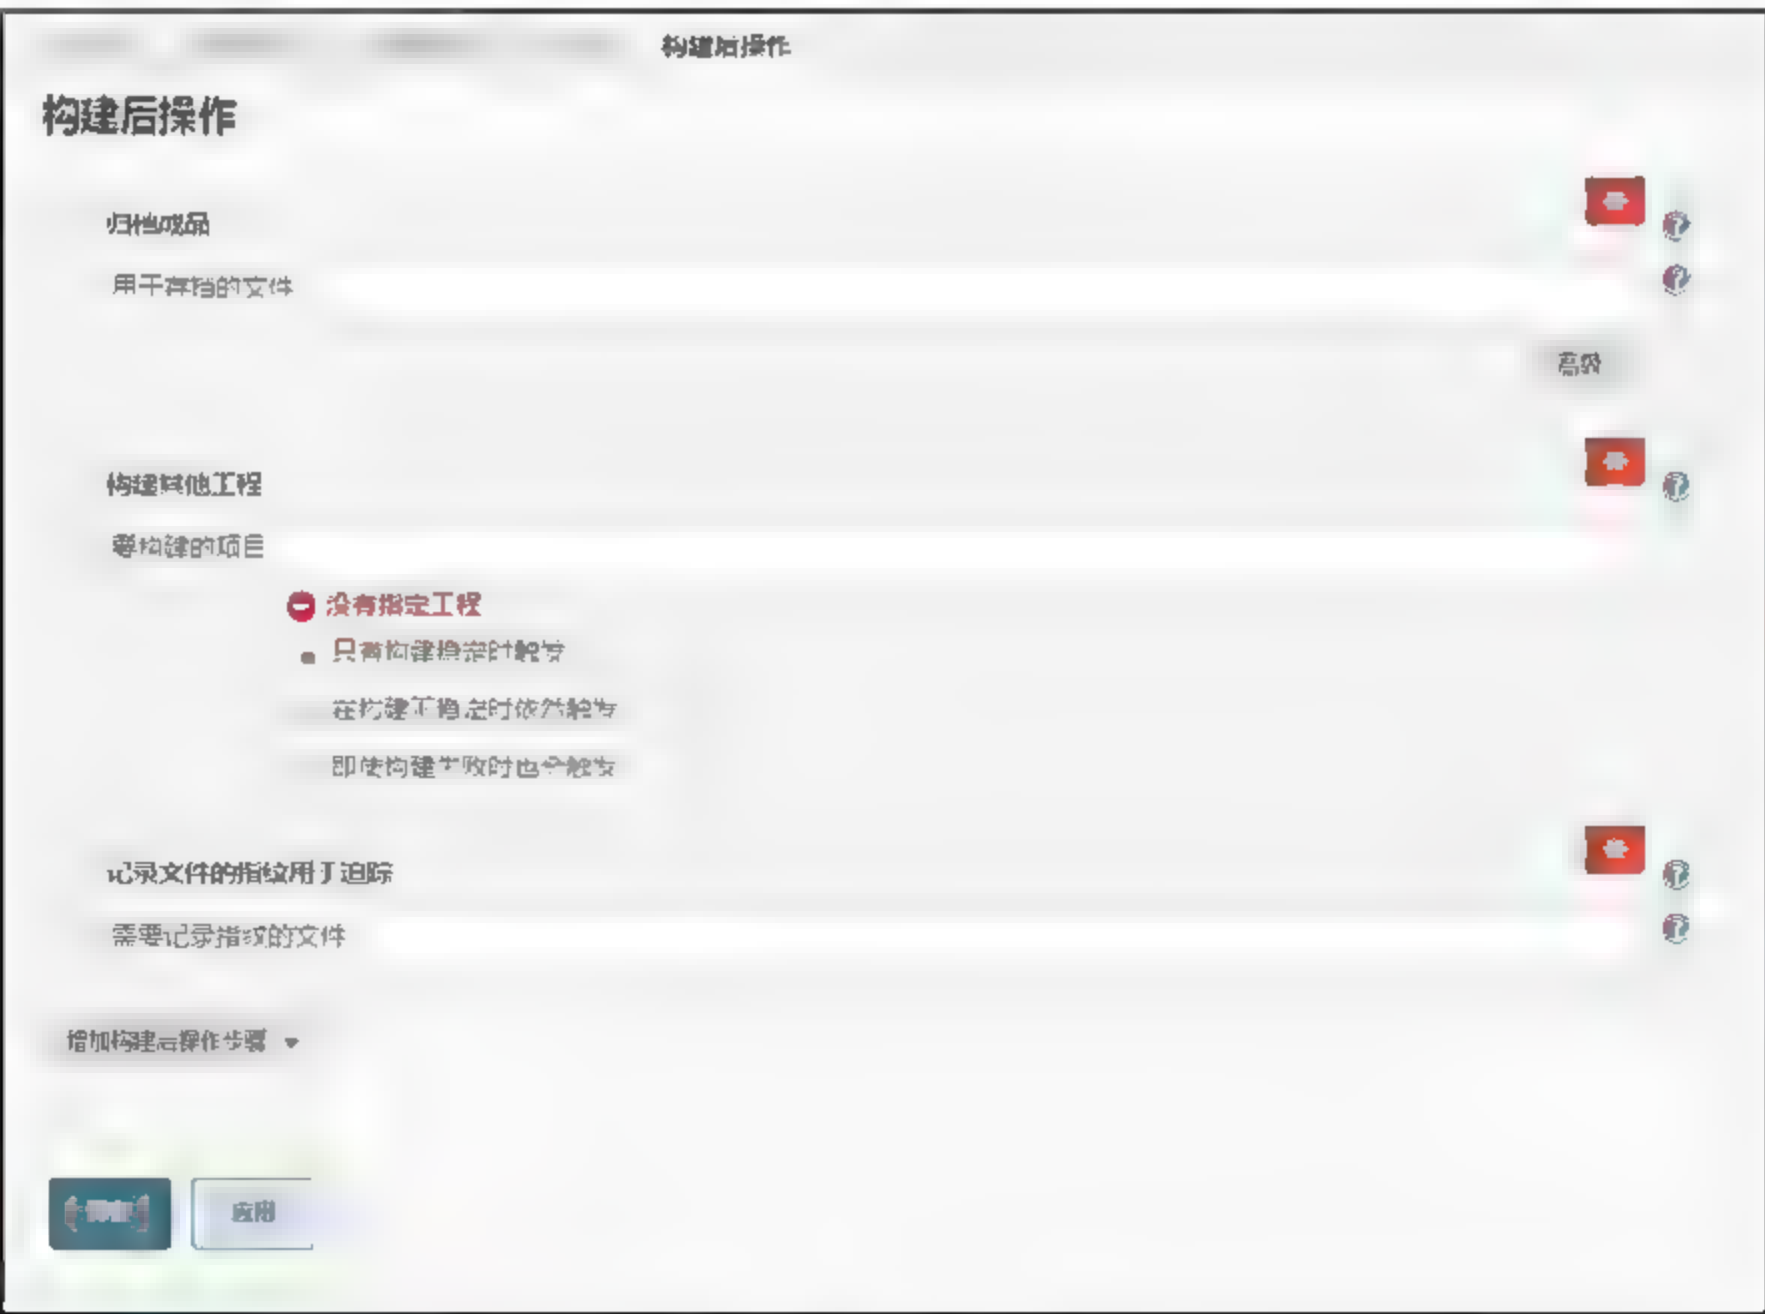 构建后操作
构建后操作
归档成品
用于存档的文件
高级
构建其他工程
要构建的项目
没有指定工程
只有构建稳定时触发
在构建不稳定时依然触发
即使构建失败时也会触发
记录文件的指纹用于追踪
需要记录指纹的文件
增加构建后操作步骤
应用